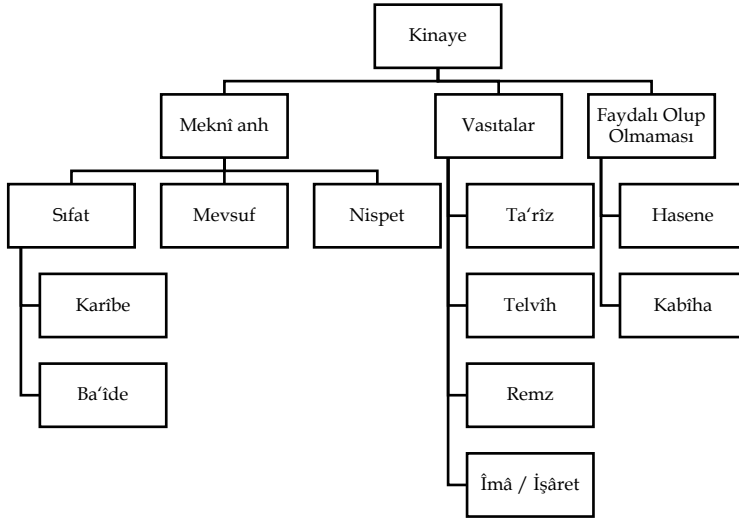 Kinaye
Meknî anh
Vasıtalar
Faydalı Olup
Olmaması
Sıfat
Mevsuf
Nispet
Ta‘rîz
Hasene
Karîbe
Telvîh
Kabîha
Ba‘îde
Remz
Îmâ / İşâret